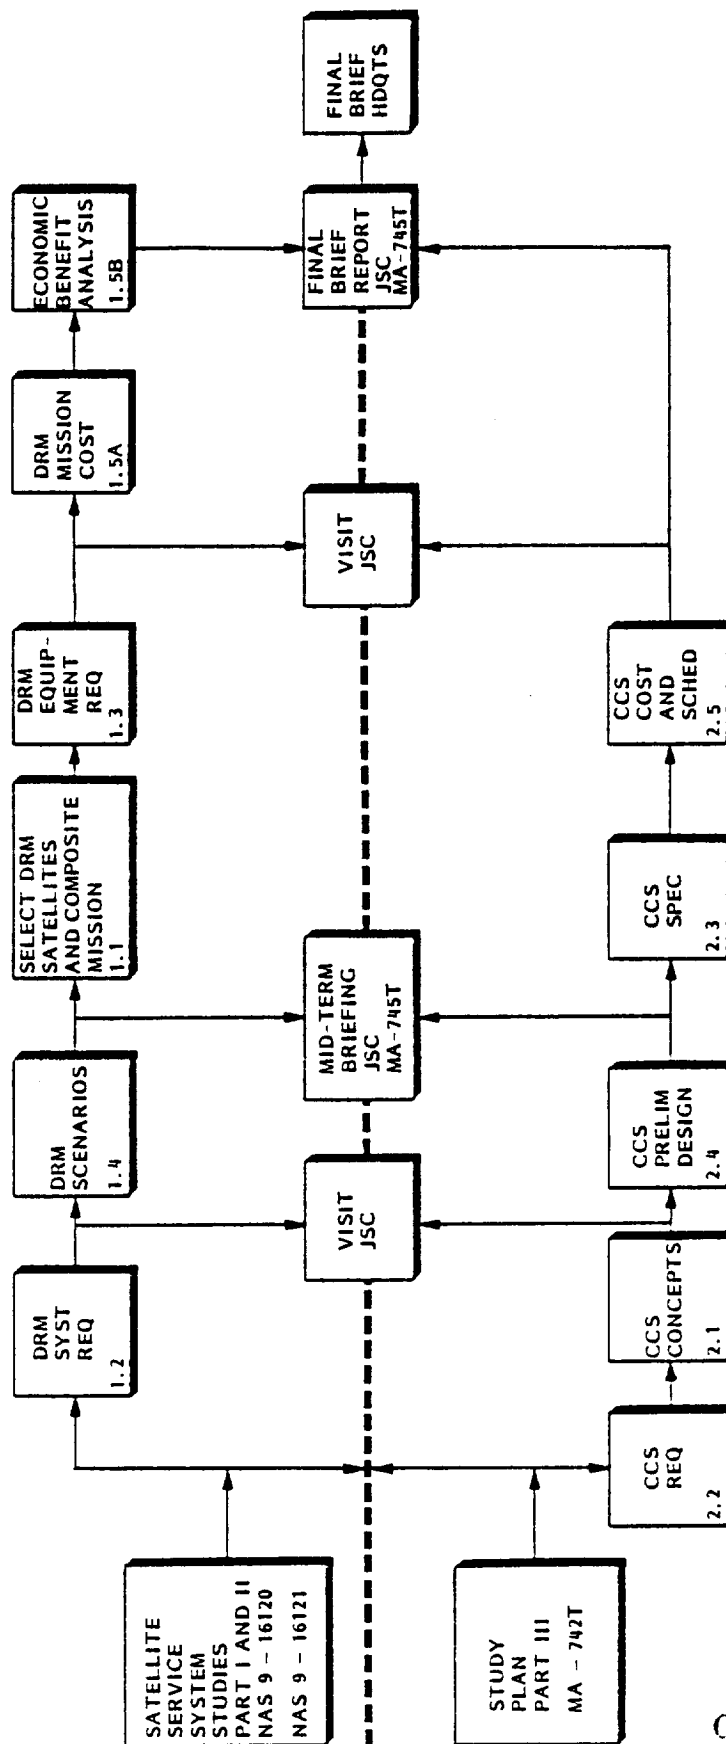 SATELLITE
SERVICE
SYSTEM
STUDIES
PART I AND II
NAS 9 – 16120
NAS 9 – 16121
STUDY
PLAN
PART III
MA – 742T
DRM
SYST
REQ
1.2
DRM
SCENARIOS
1.4
SELECT DRM
SATELLITES
AND COMPOSITE
MISSION
1.1
DRM
EQUIP-
MENT
REQ
1.3
DRM
MISSION
COST
1.5A
ECONOMIC
BENEFIT
ANALYSIS
1.5B
VISIT
JSC
MID-TERM
BRIEFING
JSC
MA-745T
VISIT
JSC
FINAL
BRIEF
REPORT
JSC
MA-745T
FINAL
BRIEF
HDQTS
CCS
REQ
2.2
CCS
CONCEPTS
2.1
CCS
PRELIM
DESIGN
2.4
CCS
SPEC
2.3
CCS
COST
AND
SCHED
2.5